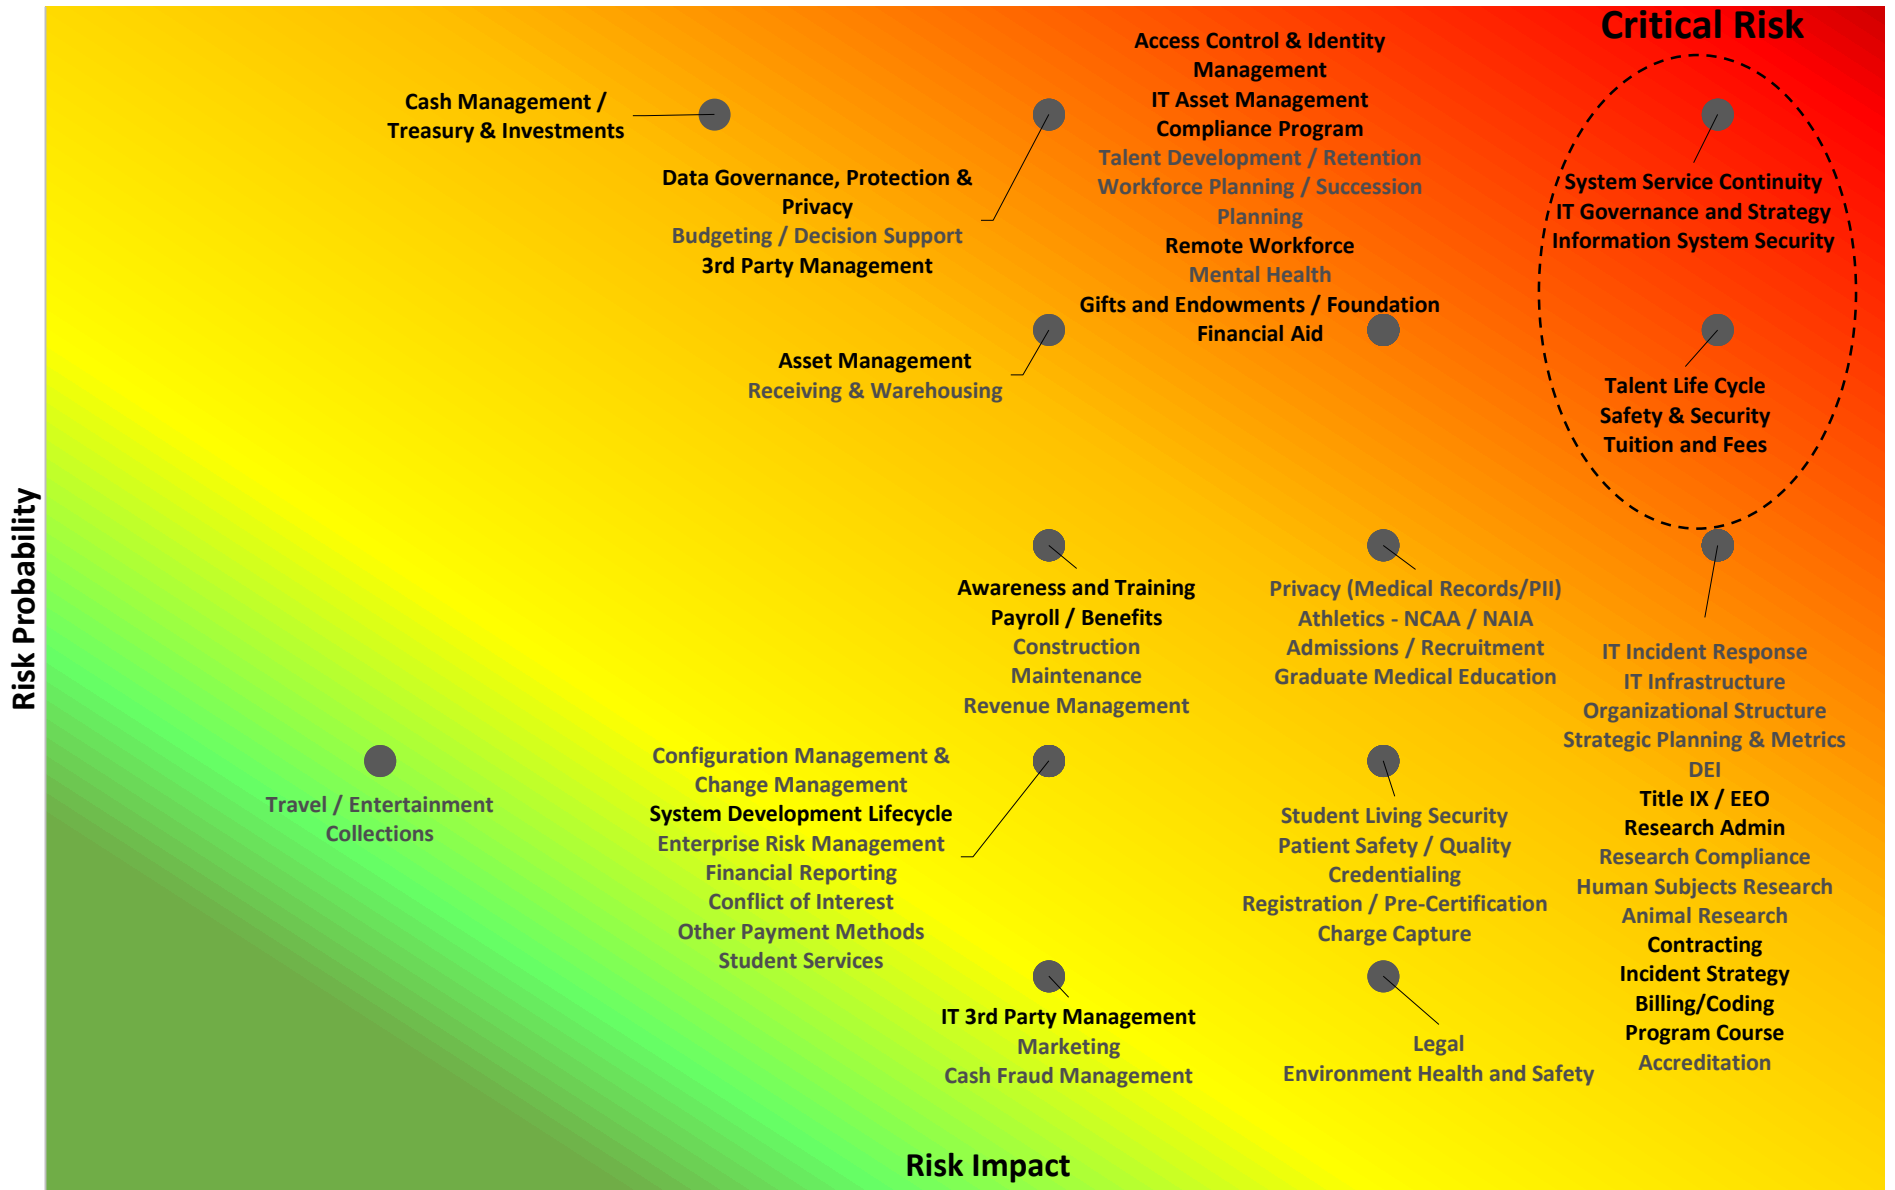 Critical Risk
Access Control & Identity
Management
IT Asset Management
Compliance Program
Talent Development / Retention
Workforce Planning / Succession
Planning
Remote Workforce
Mental Health
Gifts and Endowments / Foundation
Financial Aid
Cash Management /
Treasury & Investments
Data Governance, Protection &
Privacy
Budgeting / Decision Support
3rd Party Management
System Service Continuity
IT Governance and Strategy
Information System Security
Asset Management
Receiving & Warehousing
Talent Life Cycle
Safety & Security
Tuition and Fees
Risk Probability
Awareness and Training
Payroll / Benefits
Construction
Maintenance
Revenue Management
Privacy (Medical Records/PII)
Athletics - NCAA / NAIA
Admissions / Recruitment
Graduate Medical Education
IT Incident Response
IT Infrastructure
Organizational Structure
Strategic Planning & Metrics
DEI
Title IX / EEO
Research Admin
Research Compliance
Human Subjects Research
Animal Research
Contracting
Incident Strategy
Billing/Coding
Program Course
Accreditation
Travel / Entertainment
Collections
Configuration Management &
Change Management
System Development Lifecycle
Enterprise Risk Management
Financial Reporting
Conflict of Interest
Other Payment Methods
Student Services
Student Living Security
Patient Safety / Quality
Credentialing
Registration / Pre-Certification
Charge Capture
IT 3rd Party Management
Marketing
Cash Fraud Management
Legal
Environment Health and Safety
Risk Impact